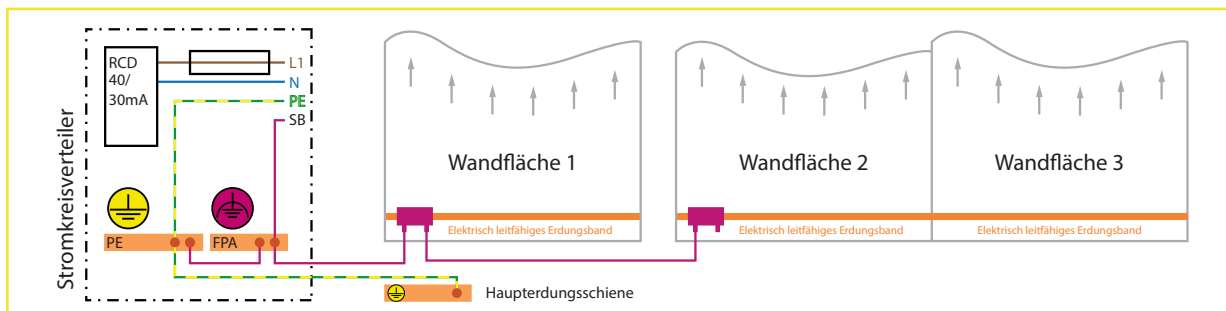 Stromkreisverteiler
RCD
40/
30mA
L1
N
PE
SB
PE
FPA
Wandfläche 1
Wandfläche 2
Wandfläche 3
Elektrisch leitfähiges Erdungsband
Elektrisch leitfähiges Erdungsband
Elektrisch leitfähiges Erdungsband
Haupterdungsschiene